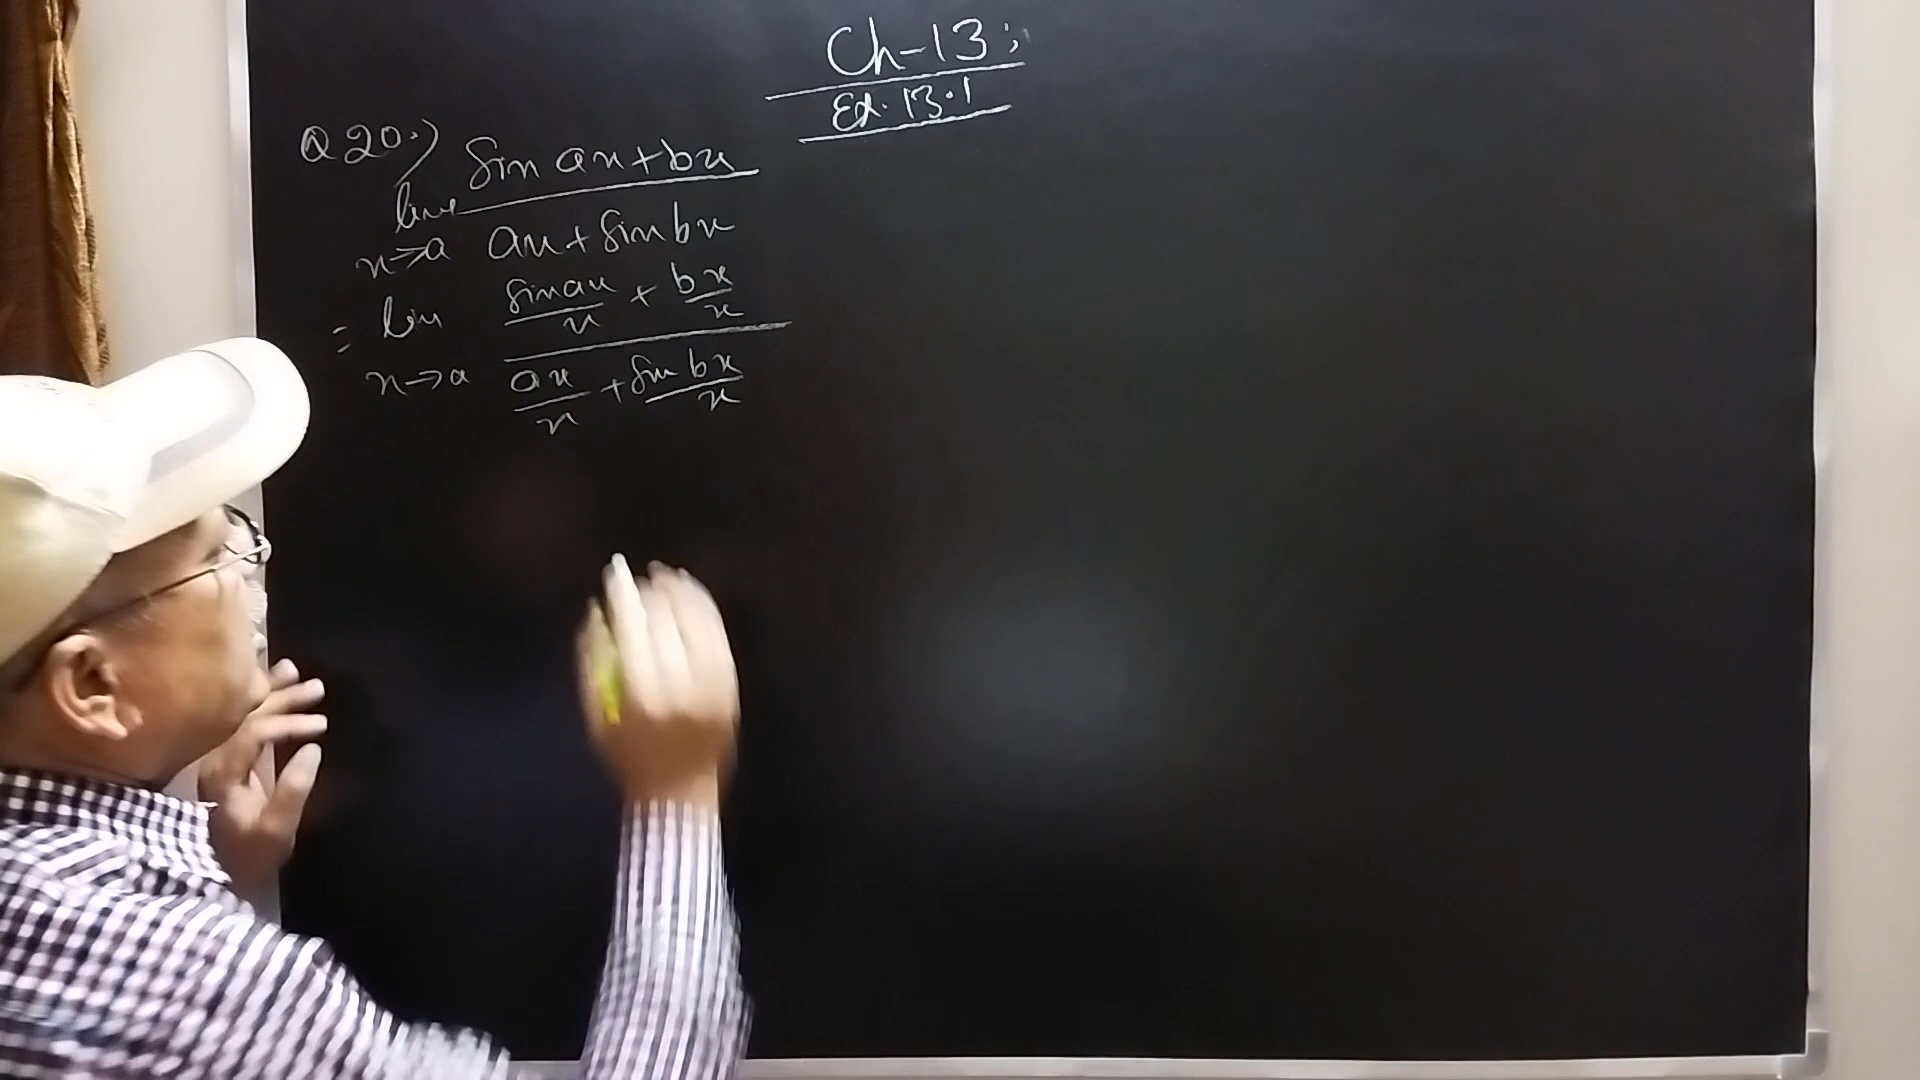 Ch-13:
Ex. 13.1
Q20.)
lim sin ax+bx
x→a ax + sin bx
= lim sin ax/x + bx/x
x→a ax/x + sin bx/x